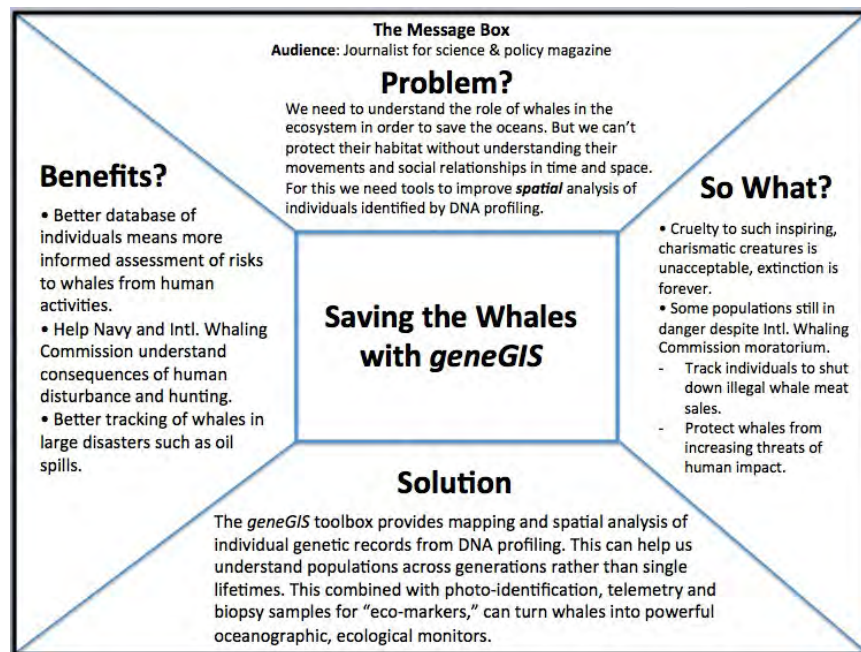 The Message Box
Audience: Journalist for science & policy magazine
Problem?
We need to understand the role of whales in the
ecosystem in order to save the oceans. But we can't
protect their habitat without understanding their
movements and social relationships in time and space.
For this we need tools to improve spatial analysis of
individuals identified by DNA profiling.
Benefits?
• Better database of
individuals means more
informed assessment of risks
to whales from human
activities.
• Help Navy and Intl. Whaling
Commission understand
consequences of human
disturbance and hunting.
• Better tracking of whales in
large disasters such as oil
spills.
Saving the Whales
with geneGIS
So What?
• Cruelty to such inspiring,
charismatic creatures is
unacceptable, extinction is
forever.
• Some populations still in
danger despite Intl. Whaling
Commission moratorium.
- Track individuals to shut
down illegal whale meat
sales.
- Protect whales from
increasing threats of
human impact.
Solution
The geneGIS toolbox provides mapping and spatial analysis of
individual genetic records from DNA profiling. This can help us
understand populations across generations rather than single
lifetimes. This combined with photo-identification, telemetry and
biopsy samples for "eco-markers," can turn whales into powerful
oceanographic, ecological monitors.